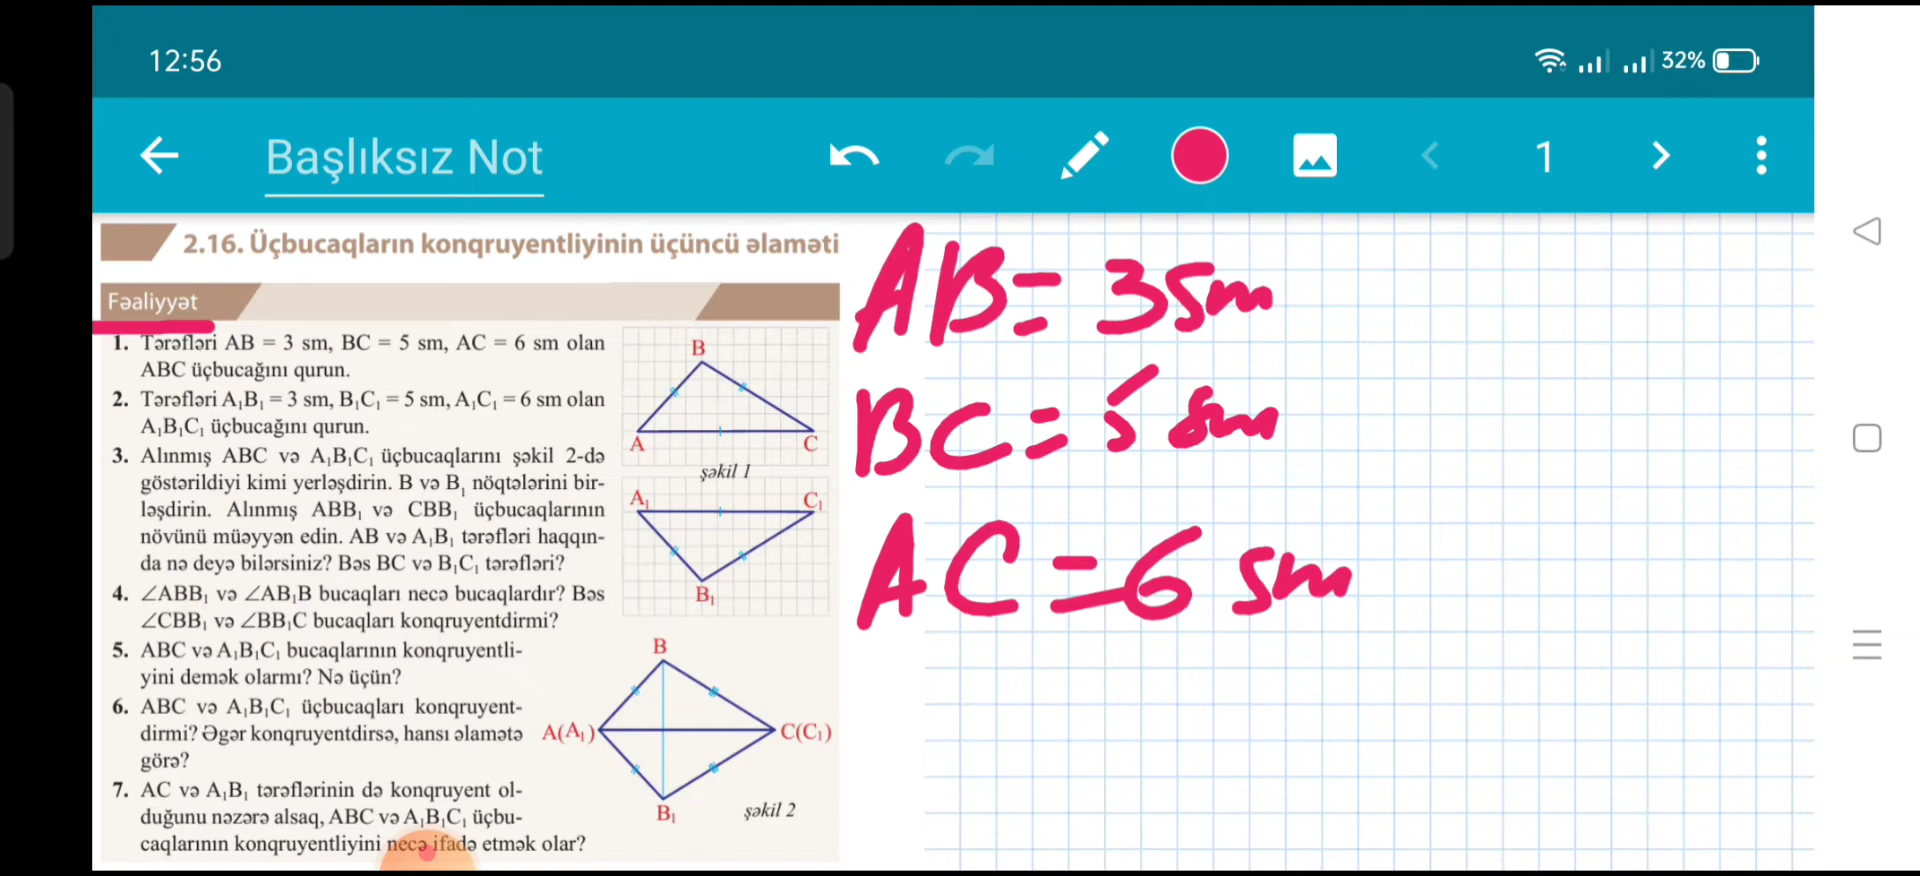 12:56
32%
Başlıksız Not
1
2.16. Üçbucaqların konqruyentliyinin üçüncü əlaməti
Fəaliyyət
1. Tərəfləri AB = 3 sm, BC = 5 sm, AC = 6 sm olan
ABC üçbucağını qurun.
2. Tərəfləri A₁B₁ = 3 sm, B₁C₁ = 5 sm, A₁C₁ = 6 sm olan
A₁B₁C₁ üçbucağını qurun.
3. Alınmış ABC və A₁B₁C₁ üçbucaqlarını şəkil 2-də
göstərildiyi kimi yerləşdirin. B və B₁ nöqtələrini bir-
ləşdirin. Alınmış ABB₁ və CBB₁ üçbucaqlarının
növünü müəyyən edin. AB və A₁B₁ tərəfləri haqqın-
da nə deyə bilərsiniz? Bəs BC və B₁C₁ tərəfləri?
4. ∠ABB₁ və ∠AB₁B bucaqları necə bucaqlardır? Bəs
∠CBB₁ və ∠BB₁C bucaqları konqruyentdirmi?
5. ABC və A₁B₁C₁ bucaqlarının konqruyentli-
yini demək olarmı? Nə üçün?
6. ABC və A₁B₁C₁ üçbucaqları konqruyent-
dirmi? Əgər konqruyentdirsə, hansı əlamətə
görə?
7. AC və A₁B₁ tərəflərinin də konqruyent ol-
duğunu nəzərə alsaq, ABC və A₁B₁C₁ üçbu-
caqlarının konqruyentliyini necə ifadə etmək olar?
B
A
C
şəkil 1
A₁
C₁
B₁
B
A(A₁)
C(C₁)
B₁
şəkil 2
AB = 3sm
BC = 5 sm
AC = 6 sm